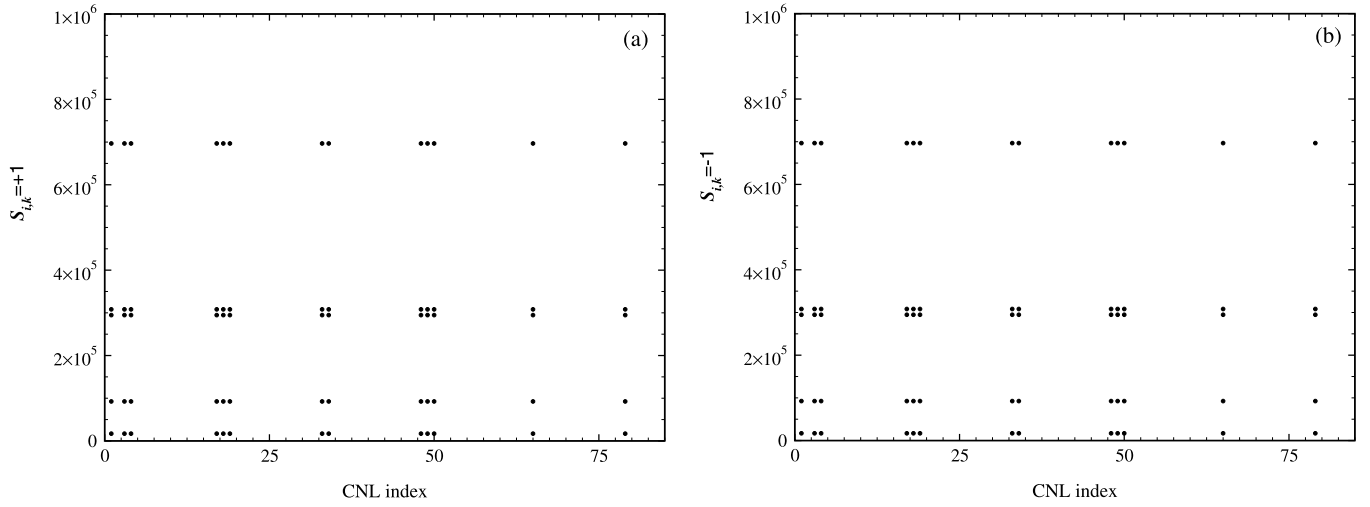 1×10⁶
(a)
8×10⁵
6×10⁵
S_{i,k}=+1
4×10⁵
2×10⁵
0
0 25 50 75
CNL index
1×10⁶
(b)
8×10⁵
6×10⁵
S_{i,k}=-1
4×10⁵
2×10⁵
0
0 25 50 75
CNL index